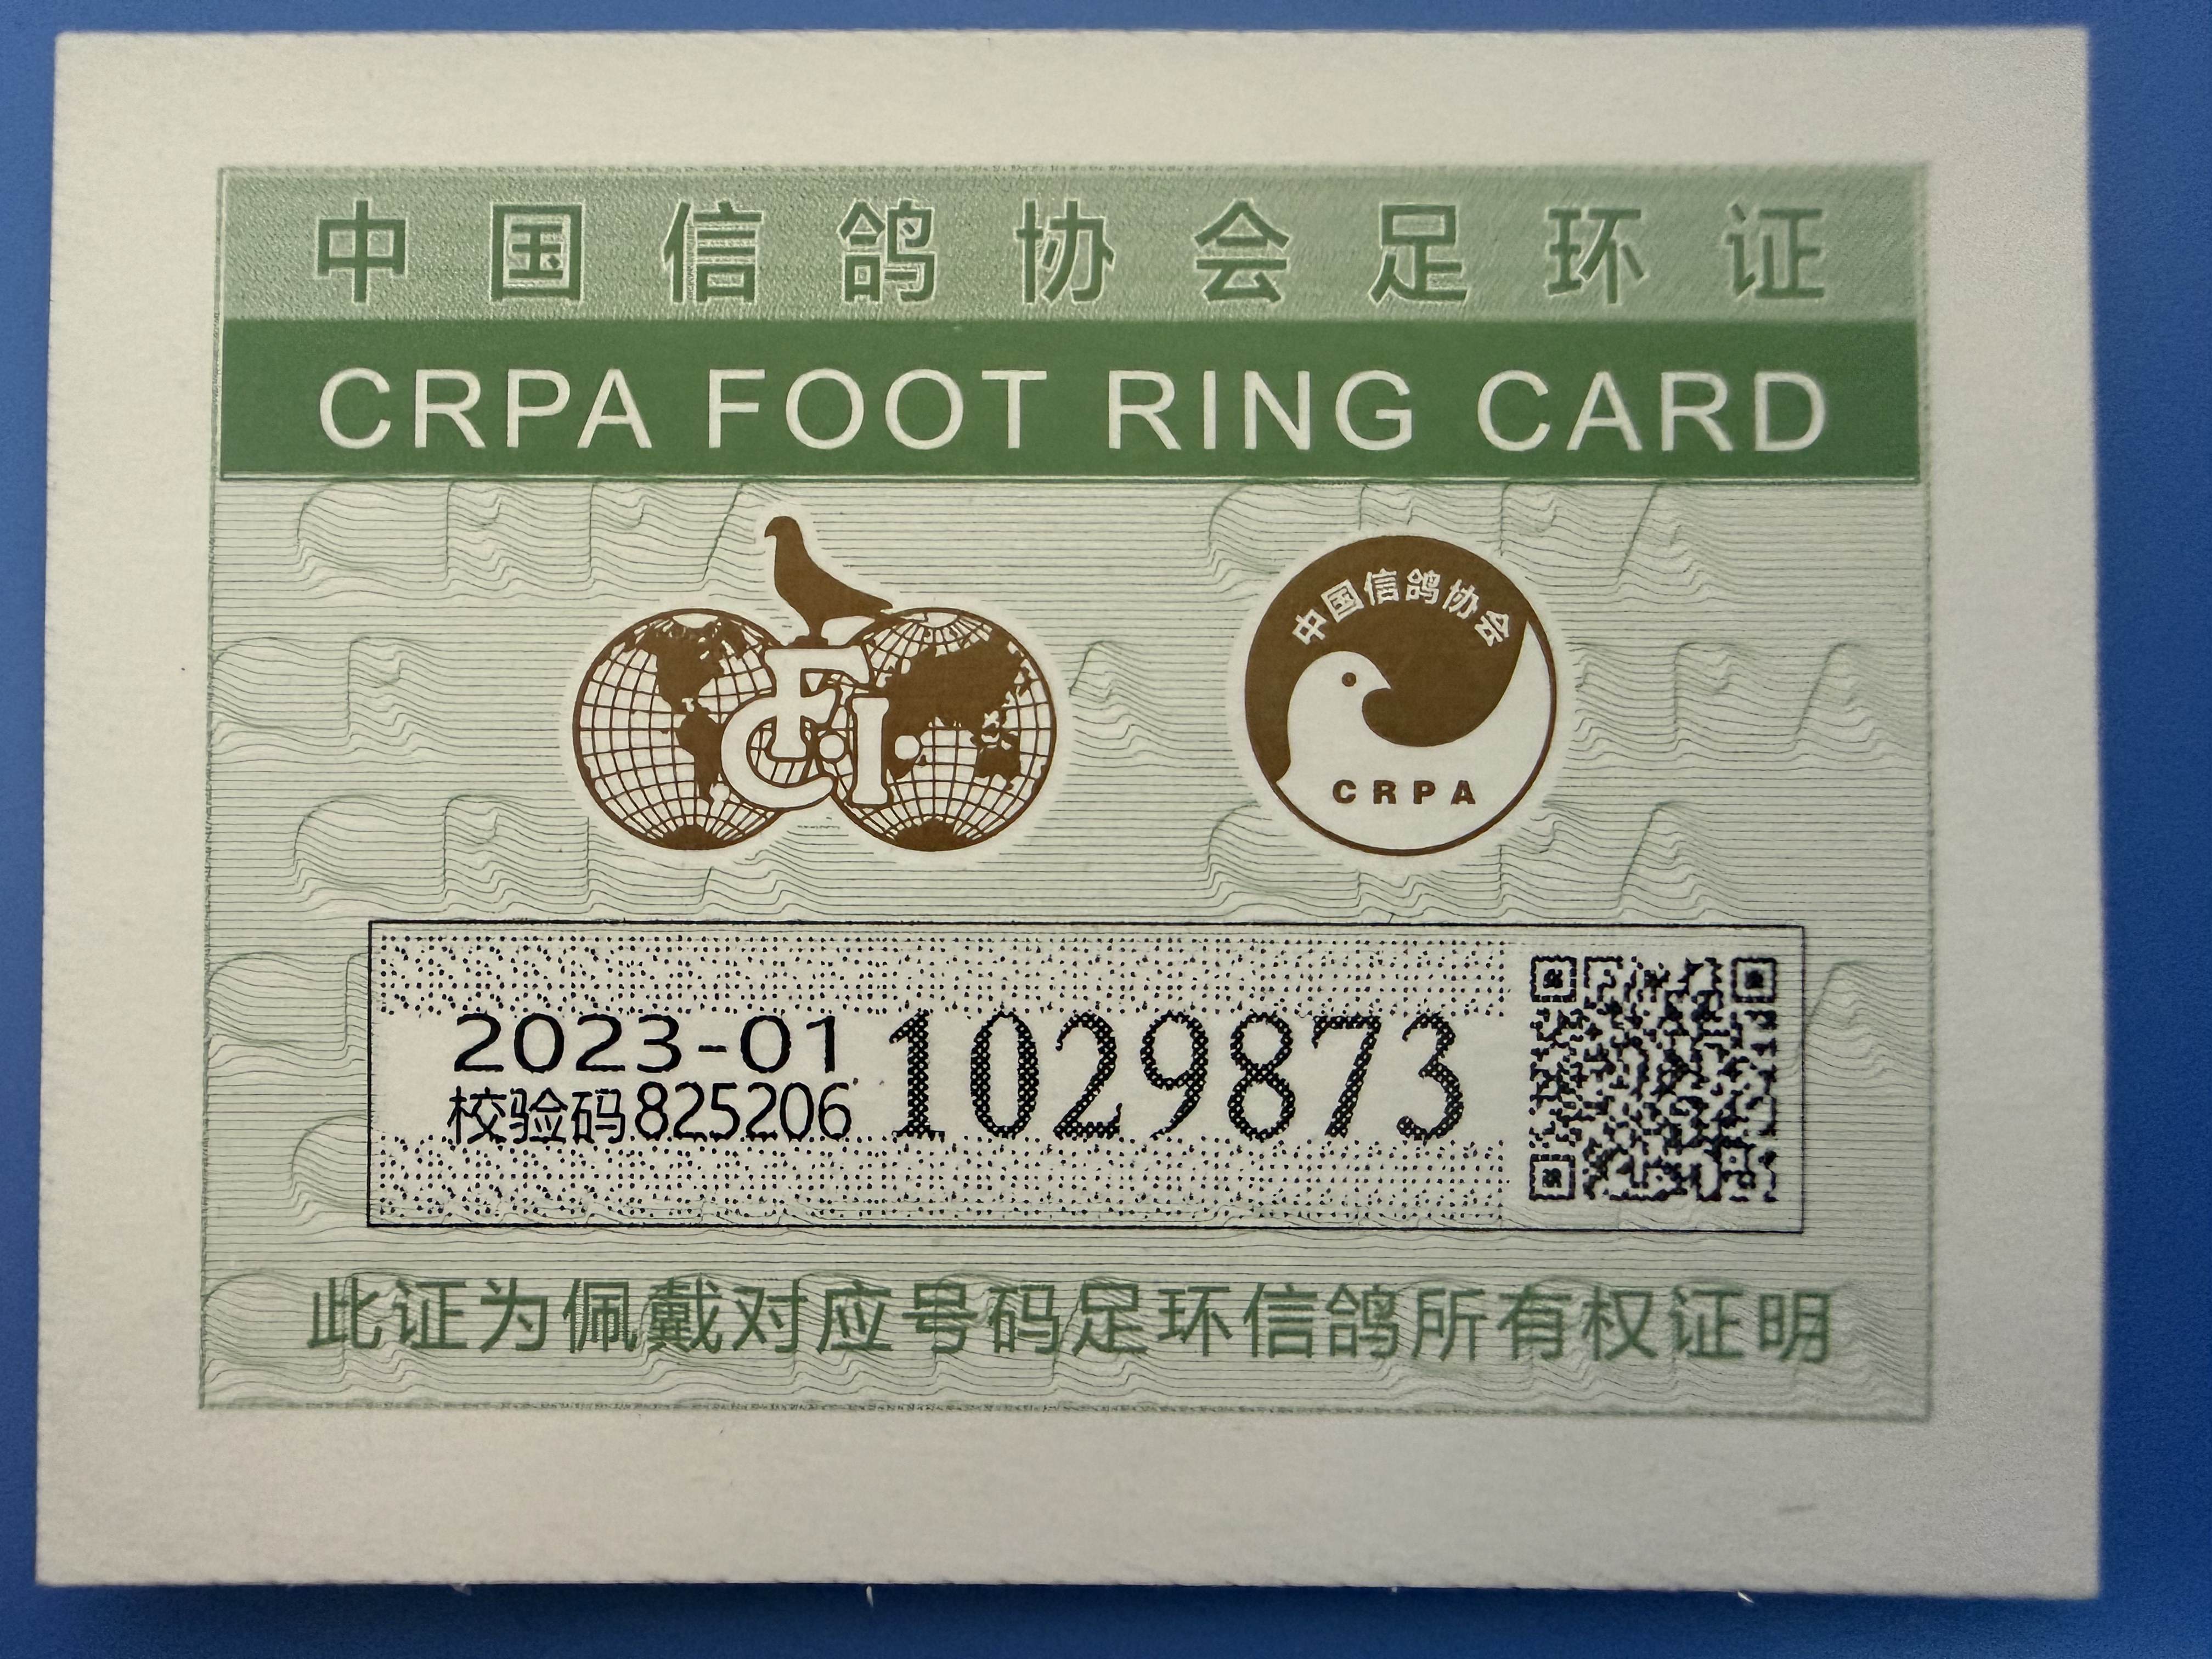 中国信鸽协会足环证
CRPA FOOT RING CARD
F.C.I.
中国信鸽协会
CRPA
2023-01 1029873
校验码825206
此证为佩戴对应号码足环信鸽所有权证明